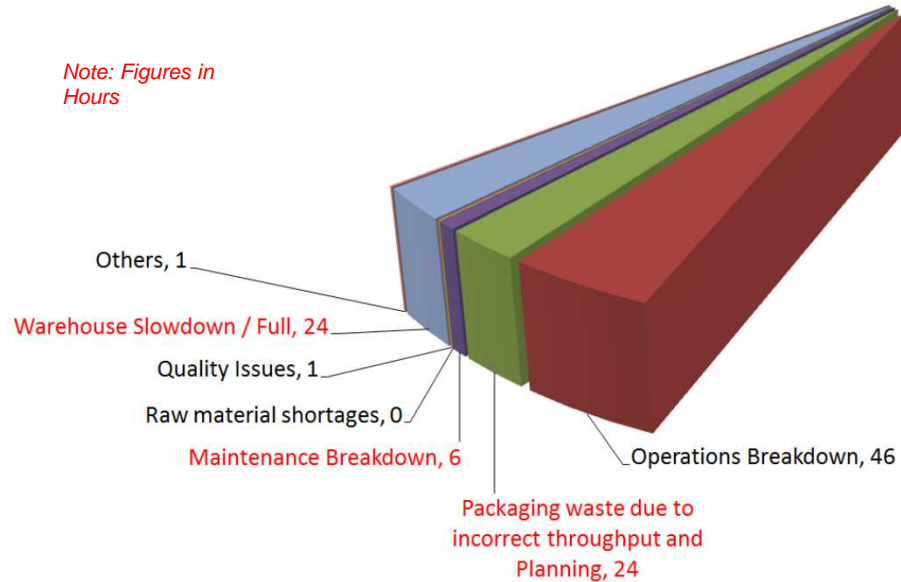 Note: Figures in
Hours
Others, 1
Warehouse Slowdown / Full, 24
Quality Issues, 1
Raw material shortages, 0
Maintenance Breakdown, 6
Operations Breakdown, 46
Packaging waste due to
incorrect throughput and
Planning, 24